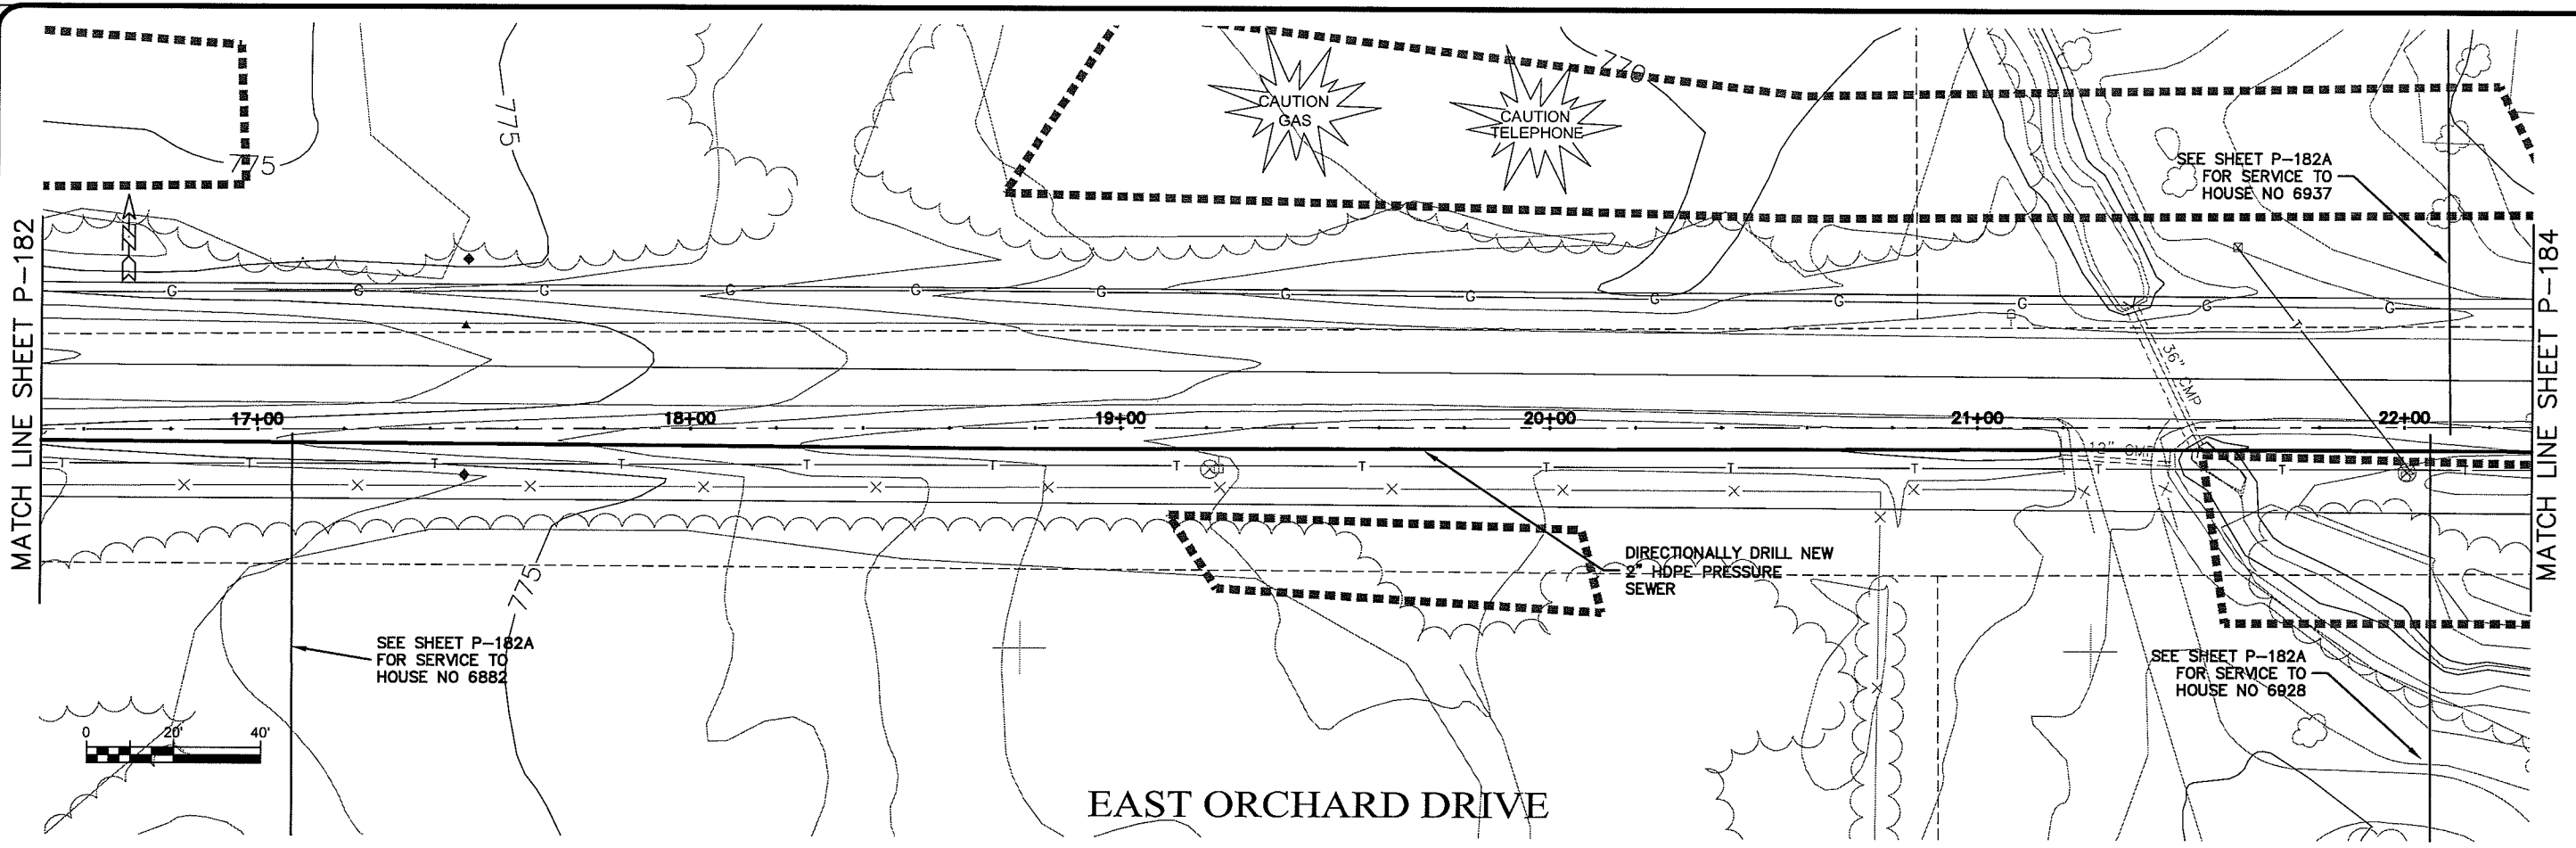 CAUTION
GAS
CAUTION
TELEPHONE
770
775
775
SEE SHEET P-182A
FOR SERVICE TO
HOUSE NO 6937
MATCH LINE SHEET P-182
N
MATCH LINE SHEET P-184
G G G G G G G G G G G G G
36" CMP
T
17+00 18+00 19+00 20+00 21+00 22+00
12" CMP
T T T T T T T T T T T T T
DIRECTIONALLY DRILL NEW
2" HDPE PRESSURE
SEWER
775
SEE SHEET P-182A
FOR SERVICE TO
HOUSE NO 6882
SEE SHEET P-182A
FOR SERVICE TO
HOUSE NO 6928
0 20' 40'
EAST ORCHARD DRIVE